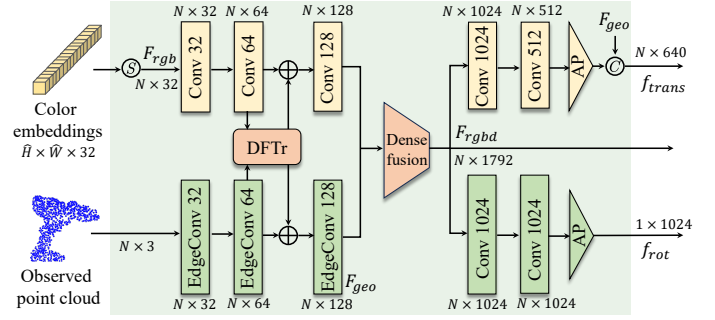 N × 32
N × 64
N × 128
N × 1024
N × 512
F_geo
S
F_rgb
N × 32
Conv 32
Conv 64
Conv 128
Conv 1024
Conv 512
AP
C
N × 640
f_trans
Color
embeddings
Ĥ × Ŵ × 32
DFTr
Dense
fusion
F_rgbd
N × 1792
Observed
point cloud
N × 3
EdgeConv 32
EdgeConv 64
EdgeConv 128
F_geo
Conv 1024
Conv 1024
AP
1 × 1024
f_rot
N × 32
N × 64
N × 128
N × 1024
N × 1024